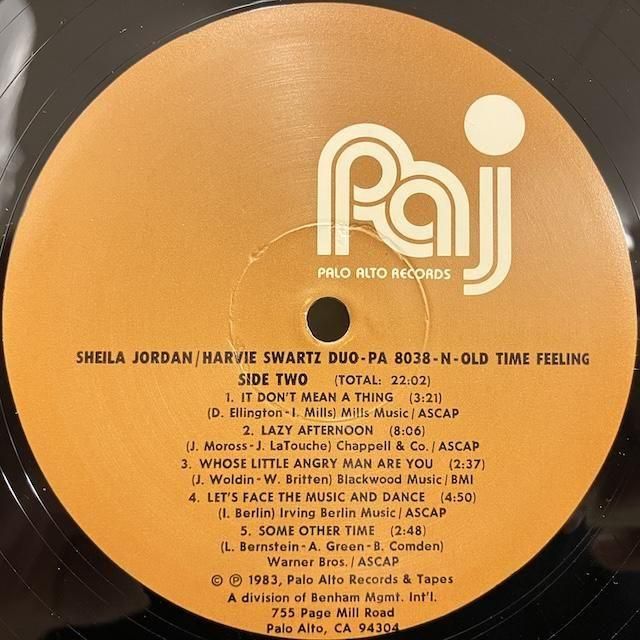 Paj
PALO ALTO RECORDS
SHEILA JORDAN/HARVIE SWARTZ DUO-PA 8038-N-OLD TIME FEELING
SIDE TWO (TOTAL: 22:02)
1. IT DON'T MEAN A THING (3:21)
(D. Ellington-I. Mills) Mills Music/ASCAP
2. LAZY AFTERNOON (8:06)
(J. Moross-J. LaTouche) Chappell & Co./ASCAP
3. WHOSE LITTLE ANGRY MAN ARE YOU (2:37)
(J. Woldin-W. Britten) Blackwood Music/BMI
4. LET'S FACE THE MUSIC AND DANCE (4:50)
(I. Berlin) Irving Berlin Music/ASCAP
5. SOME OTHER TIME (2:48)
(L. Bernstein-A. Green-B. Comden)
Warner Bros./ASCAP
© ℗ 1983, Palo Alto Records & Tapes
A division of Benham Mgmt. Int'l.
755 Page Mill Road
Palo Alto, CA 94304